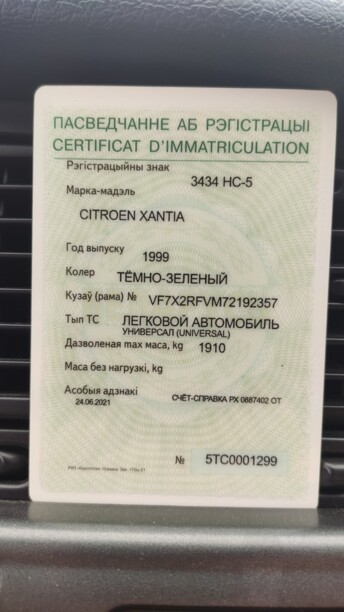 ПАСВЕДЧАННЕ АБ РЭГІСТРАЦЫІ
CERTIFICAT D'IMMATRICULATION
Рэгістрацыйны знак 3434 НС-5
Марка-мадэль
CITROEN XANTIA
Год выпуску 1999
Колер ТЁМНО-ЗЕЛЕНЫЙ
Кузаў (рама) № VF7X2RFVM72192357
Тып ТС ЛЕГКОВОЙ АВТОМОБИЛЬ
УНИВЕРСАЛ (UNIVERSAL)
Дазволеная max маса, kg 1910
Маса без нагрузкі, kg
Асобыя адзнакі СЧЁТ-СПРАВКА РХ 0887402 ОТ
24.06.2021
№ 5TC0001299